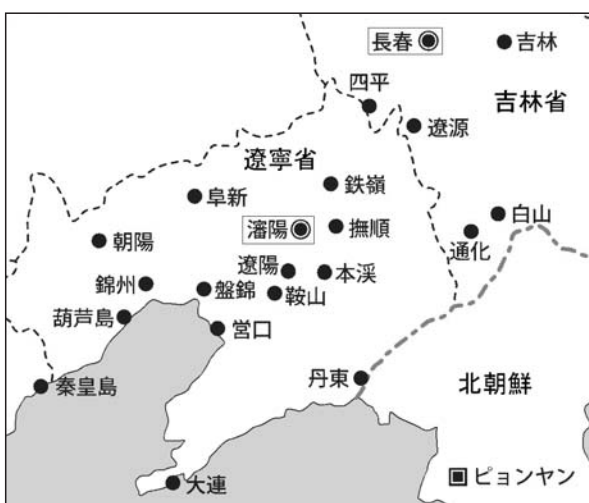 長春
吉林
四平
吉林省
遼源
遼寧省
鉄嶺
阜新
白山
瀋陽
撫順
通化
朝陽
遼陽
本渓
錦州
盤錦
鞍山
葫芦島
営口
丹東
北朝鮮
秦皇島
ピョンヤン
大連